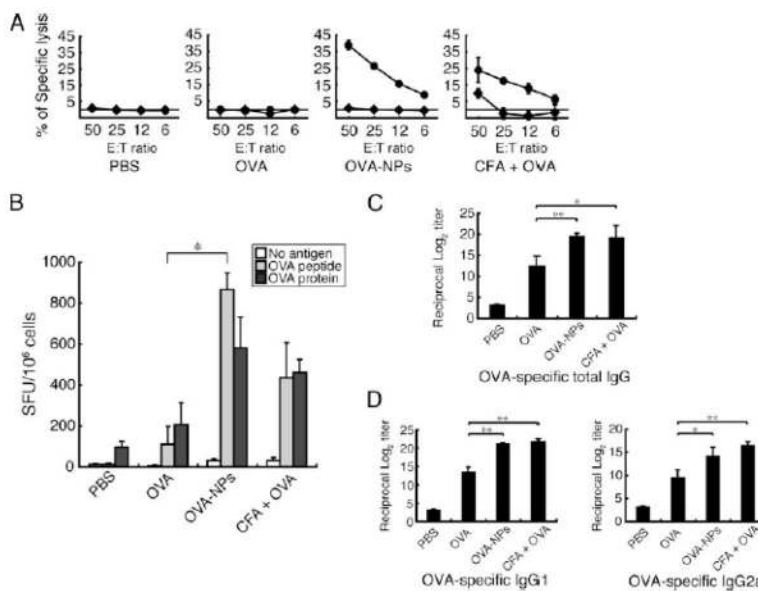 A
% of Specific lysis
45
35
25
15
5
50 25 12 6
E:T ratio
PBS
45
35
25
15
5
50 25 12 6
E:T ratio
OVA
45
35
25
15
5
50 25 12 6
E:T ratio
OVA-NPs
45
35
25
15
5
50 25 12 6
E:T ratio
CFA + OVA
B
SFU/10⁶ cells
1000
800
600
400
200
0
*
No antigen
OVA peptide
OVA protein
PBS
OVA
OVA-NPs
CFA + OVA
C
Reciprocal Log₂ titer
25
20
15
10
5
0
*
**
PBS
OVA
OVA-NPs
CFA + OVA
OVA-specific total IgG
D
Reciprocal Log₂ titer
25
20
15
10
5
0
**
**
PBS
OVA
OVA-NPs
CFA + OVA
OVA-specific IgG1
Reciprocal Log₂ titer
20
15
10
5
0
**
*
PBS
OVA
OVA-NPs
CFA + OVA
OVA-specific IgG2a